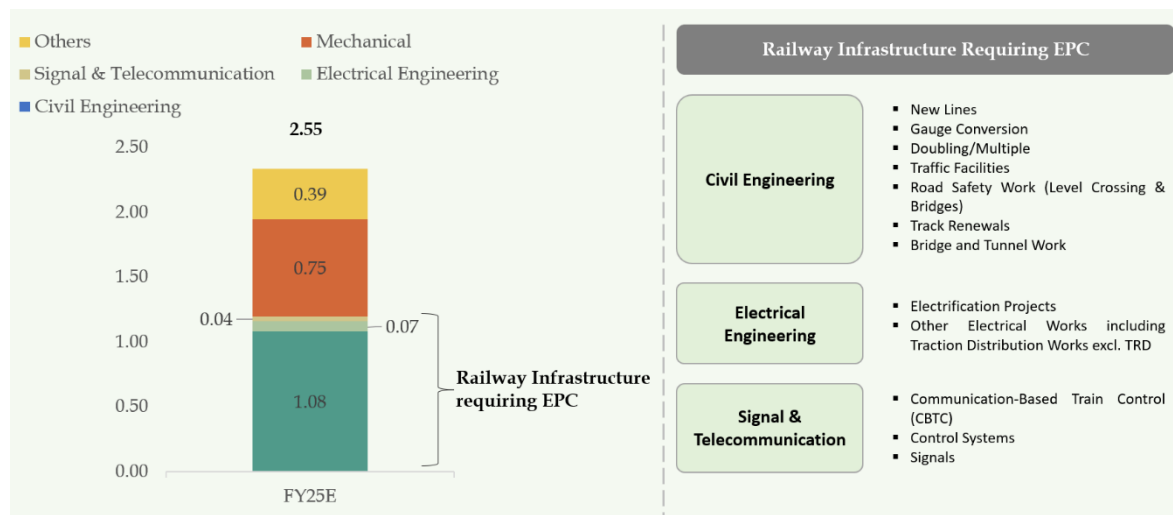 Others
Mechanical
Signal & Telecommunication
Electrical Engineering
Civil Engineering
2.55
2.50
2.00
1.50
1.00
0.50
0.00
0.39
0.75
0.04
0.07
1.08
Railway Infrastructure
requiring EPC
FY25E
Railway Infrastructure Requiring EPC
Civil Engineering
▪ New Lines
▪ Gauge Conversion
▪ Doubling/Multiple
▪ Traffic Facilities
▪ Road Safety Work (Level Crossing &
Bridges)
▪ Track Renewals
▪ Bridge and Tunnel Work
Electrical
Engineering
▪ Electrification Projects
▪ Other Electrical Works including
Traction Distribution Works excl. TRD
Signal &
Telecommunication
▪ Communication-Based Train Control
(CBTC)
▪ Control Systems
▪ Signals